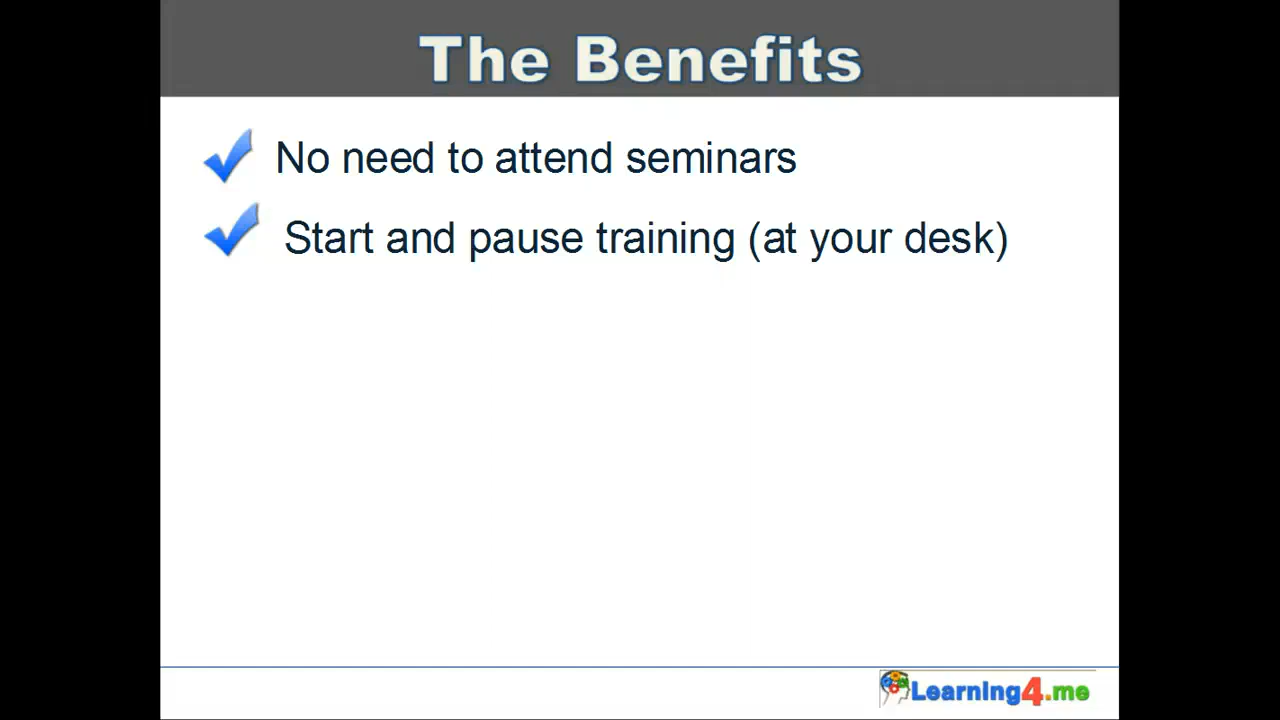 The Benefits
No need to attend seminars
Start and pause training (at your desk)
Learning4.me